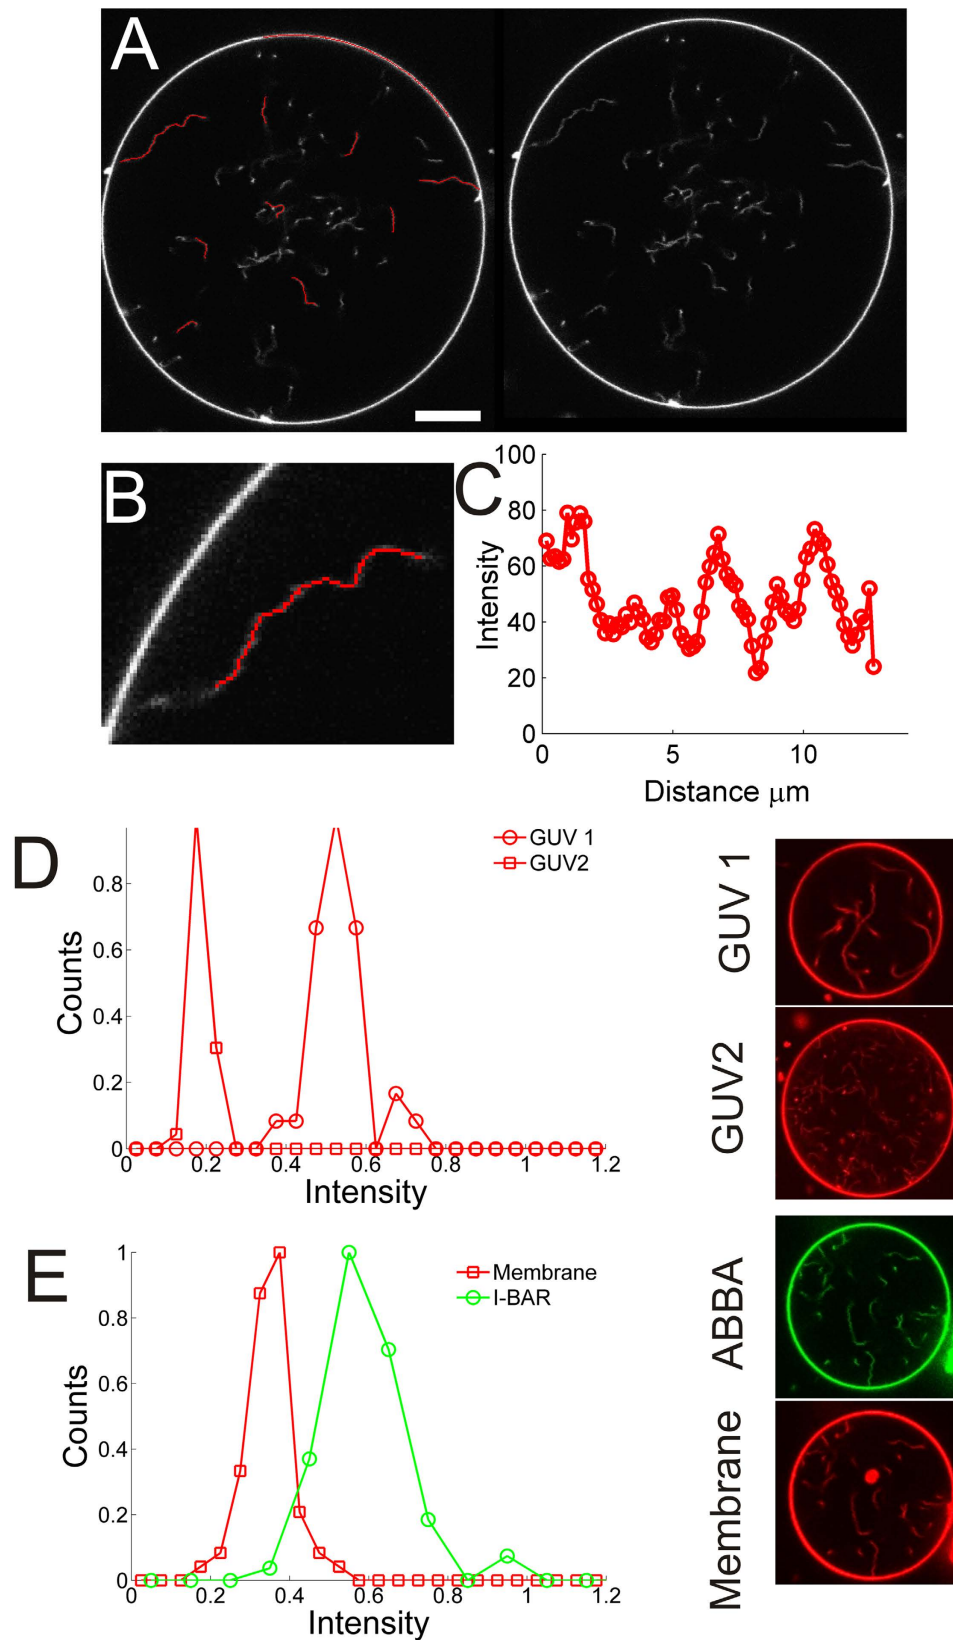 A
B
C
100
80
60
40
20
0
Intensity
0 5 10
Distance μm
D
GUV 1
GUV2
0.8
0.6
0.4
0.2
0
Counts
0 0.2 0.4 0.6 0.8 1 1.2
Intensity
GUV 1
GUV2
E
Membrane
I-BAR
1
0.8
0.6
0.4
0.2
0
Counts
0 0.2 0.4 0.6 0.8 1 1.2
Intensity
ABBA
Membrane